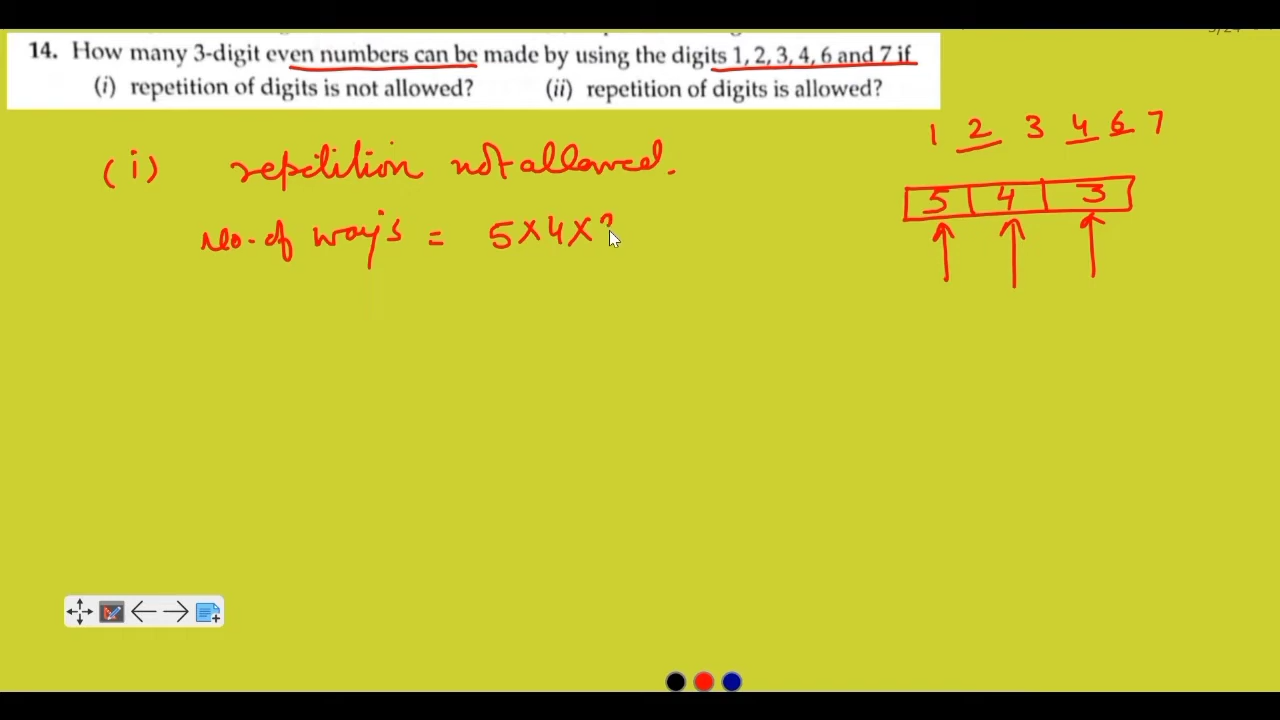 14. How many 3-digit even numbers can be made by using the digits 1, 2, 3, 4, 6 and 7 if
(i) repetition of digits is not allowed? (ii) repetition of digits is allowed?
1 2 3 4 6 7
(i) repetition not allowed.
5 4 3
No. of ways = 5 X 4 X